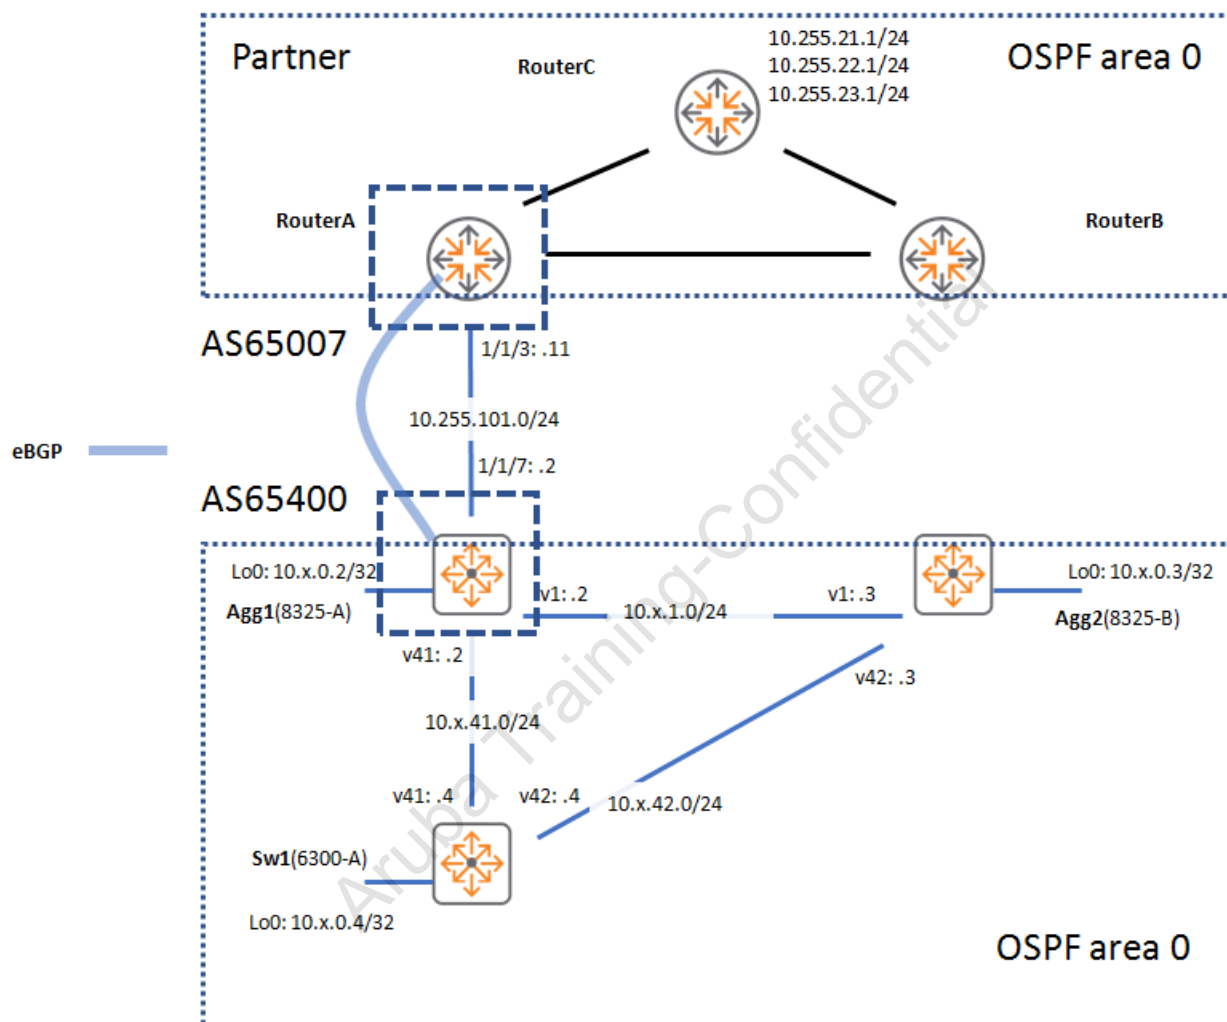 Partner
RouterC
10.255.21.1/24
10.255.22.1/24
10.255.23.1/24
OSPF area 0
RouterA
RouterB
AS65007
1/1/3: .11
10.255.101.0/24
eBGP
1/1/7: .2
AS65400
Lo0: 10.x.0.2/32
Agg1(8325-A)
v1: .2
10.x.1.0/24
v1: .3
Lo0: 10.x.0.3/32
Agg2(8325-B)
v41: .2
v42: .3
10.x.41.0/24
v41: .4
v42: .4
10.x.42.0/24
Sw1(6300-A)
Lo0: 10.x.0.4/32
OSPF area 0
Aruba Training-Confidential